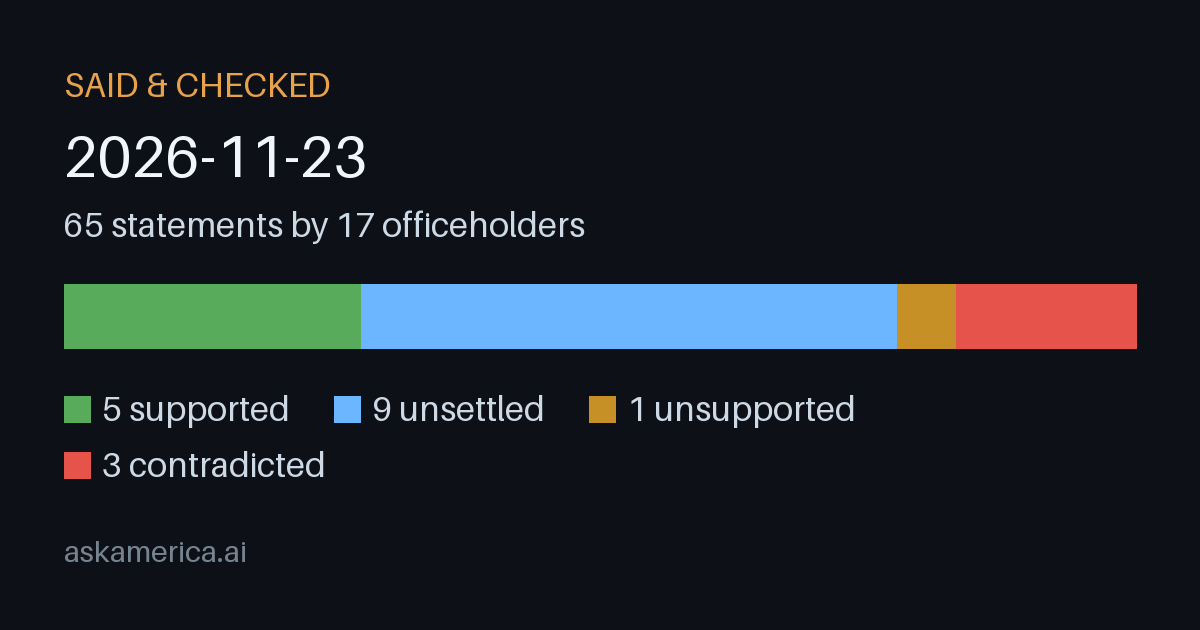 SAID & CHECKED
2026-11-23
65 statements by 17 officeholders
5 supported
9 unsettled
1 unsupported
3 contradicted
askamerica.ai